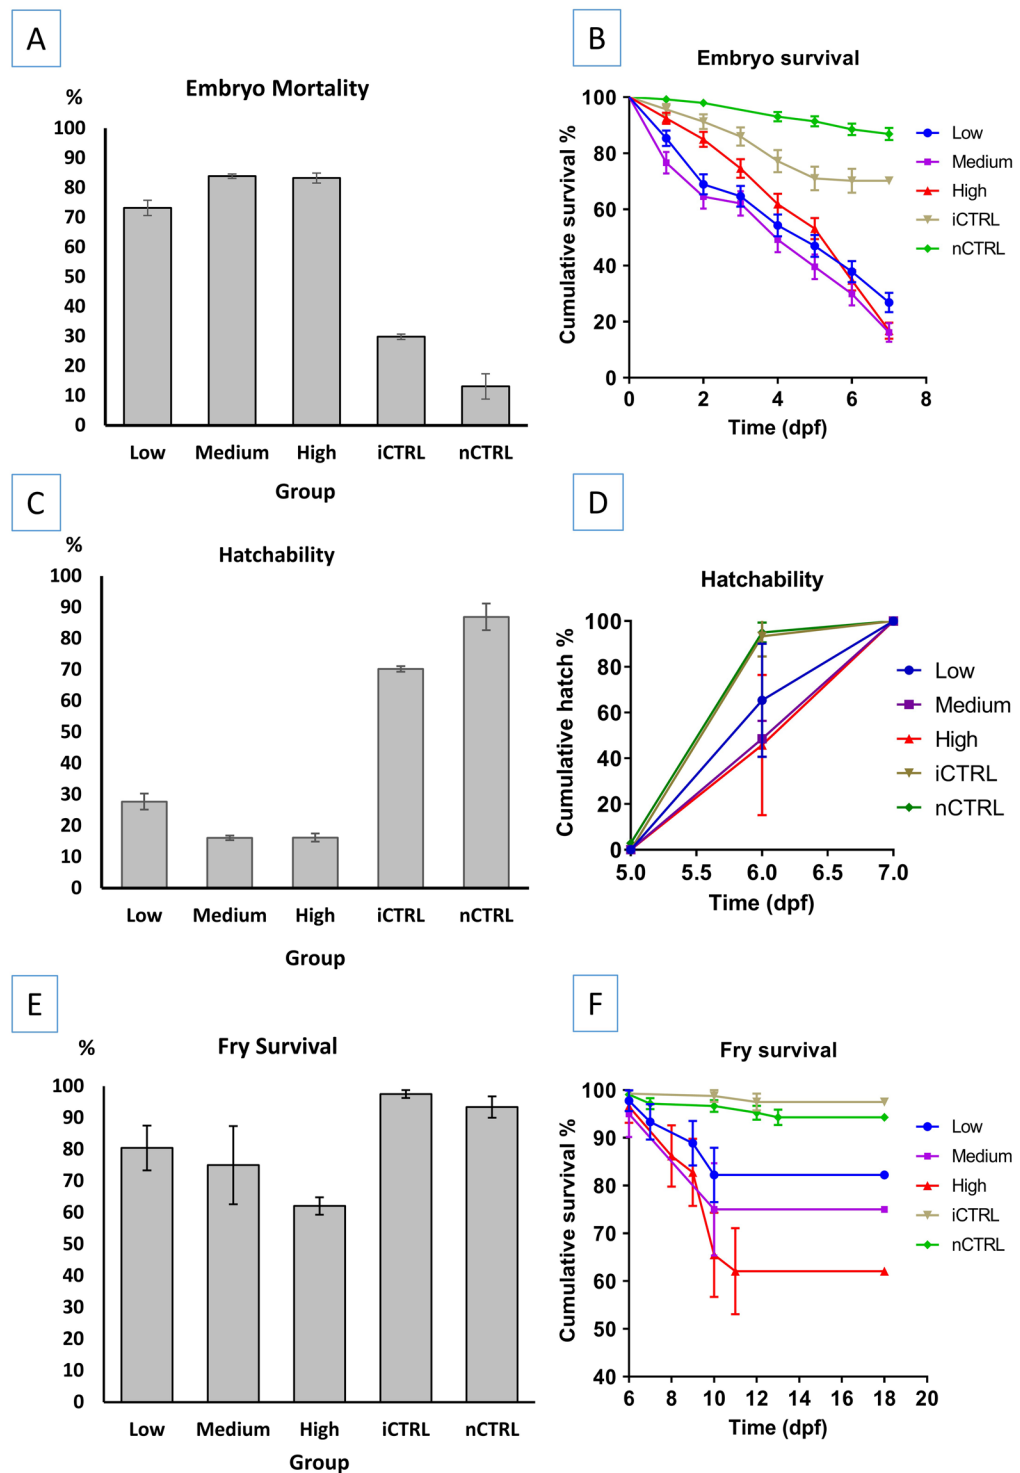 A
Embryo Mortality
%
100
90
80
70
60
50
40
30
20
10
0
Low Medium High iCTRL nCTRL
Group
B
Embryo survival
Cumulative survival %
100
80
60
40
20
0
0 2 4 6 8
Time (dpf)
Low
Medium
High
iCTRL
nCTRL
C
Hatchability
%
100
90
80
70
60
50
40
30
20
10
0
Low Medium High iCTRL nCTRL
Group
D
Hatchability
Cumulative hatch %
100
80
60
40
20
0
5.0 5.5 6.0 6.5 7.0
Time (dpf)
Low
Medium
High
iCTRL
nCTRL
E
Fry Survival
%
100
90
80
70
60
50
40
30
20
10
0
Low Medium High iCTRL nCTRL
Group
F
Fry survival
Cumulative survival %
100
90
80
70
60
50
40
6 8 10 12 14 16 18 20
Time (dpf)
Low
Medium
High
iCTRL
nCTRL